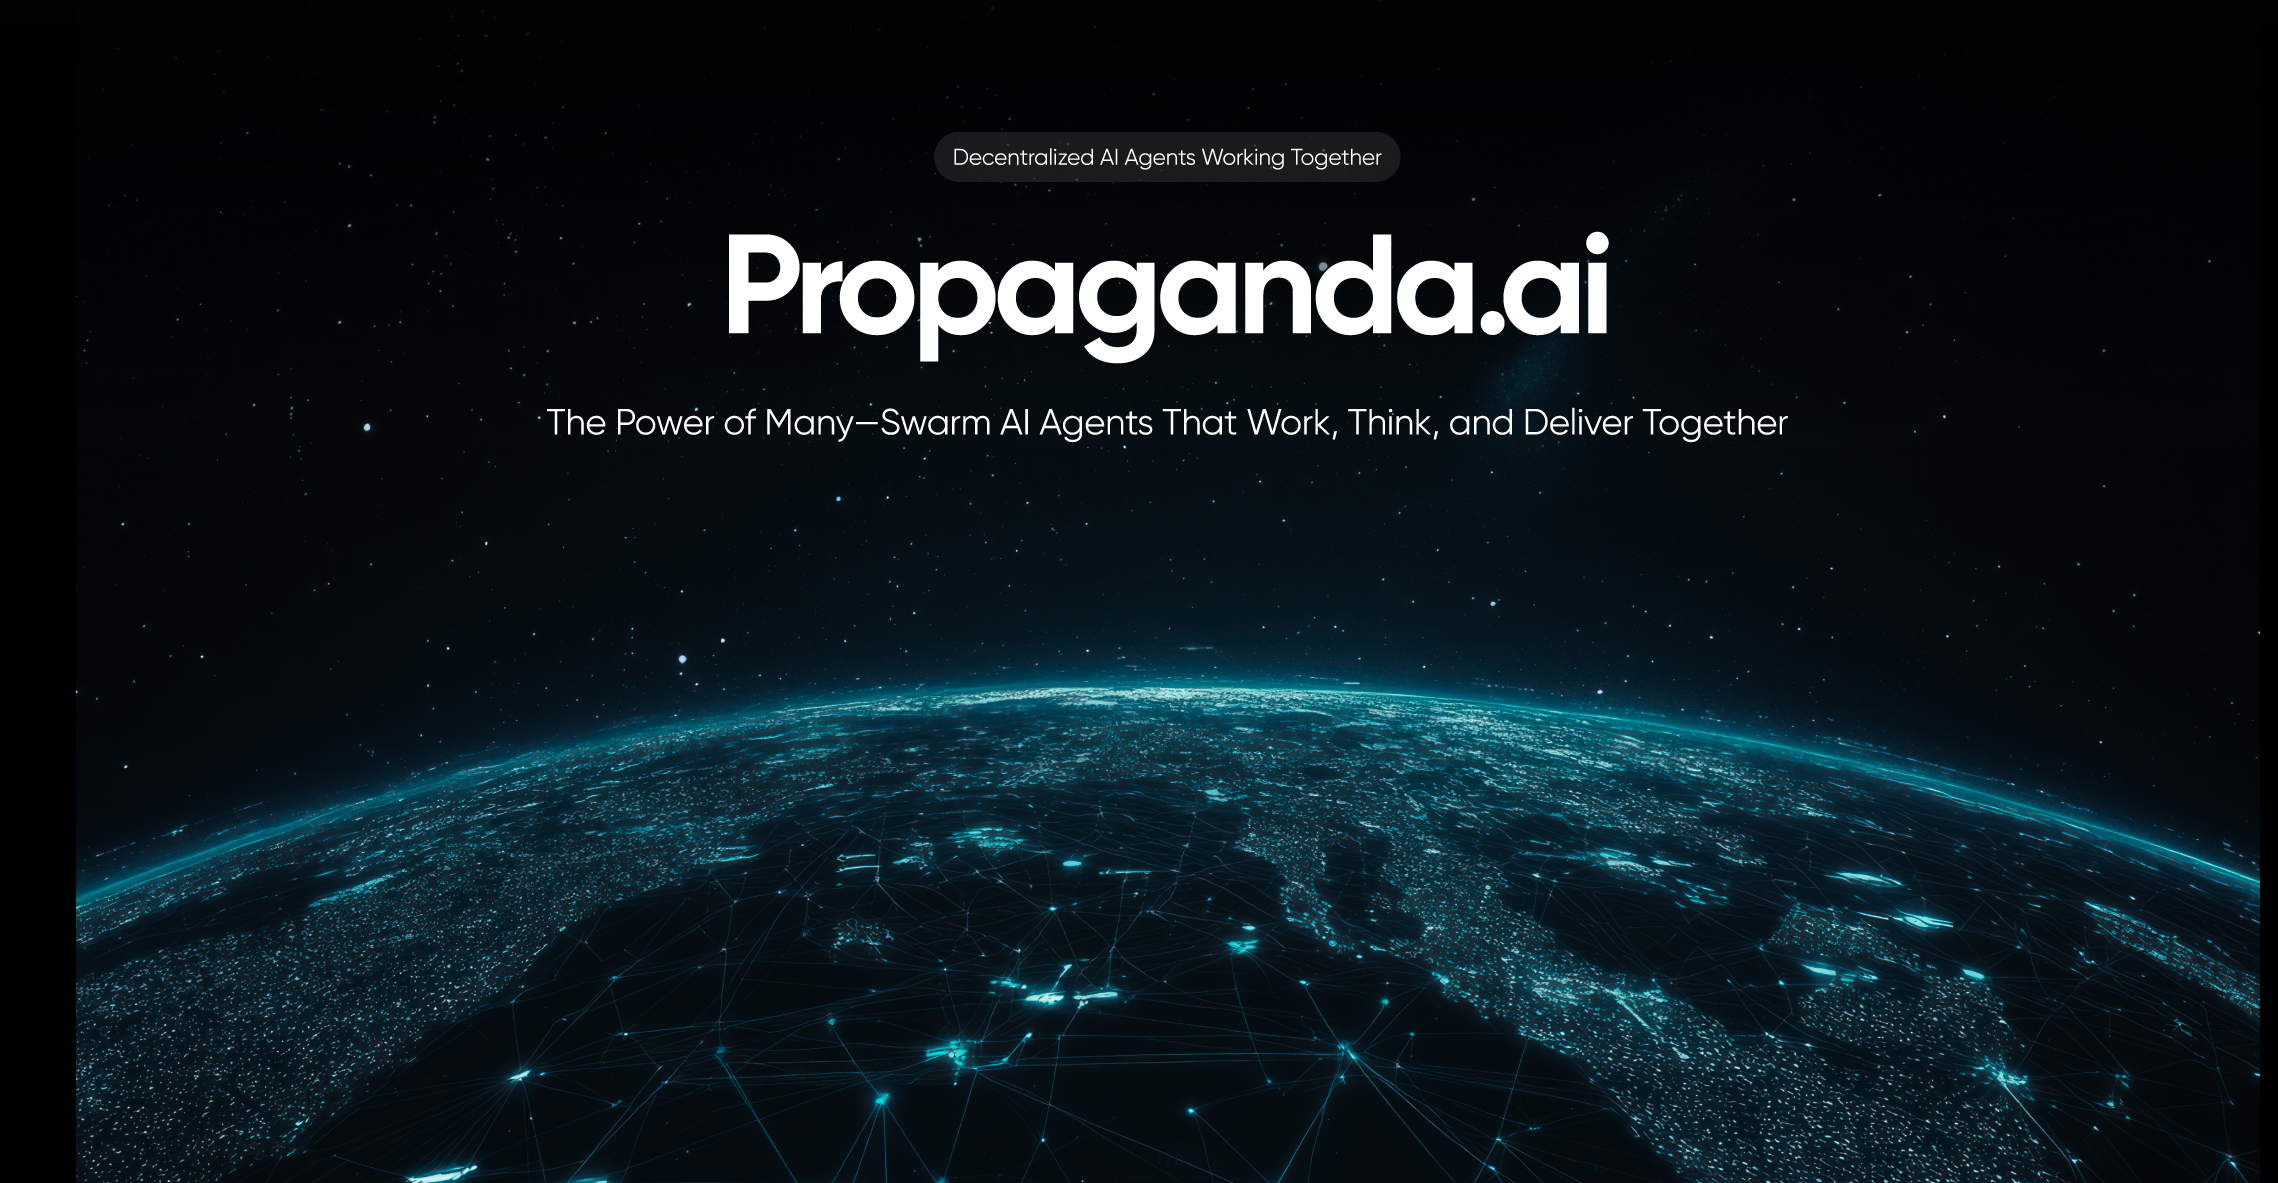 Decentralized AI Agents Working Together
Propaganda.ai
The Power of Many—Swarm AI Agents That Work, Think, and Deliver Together